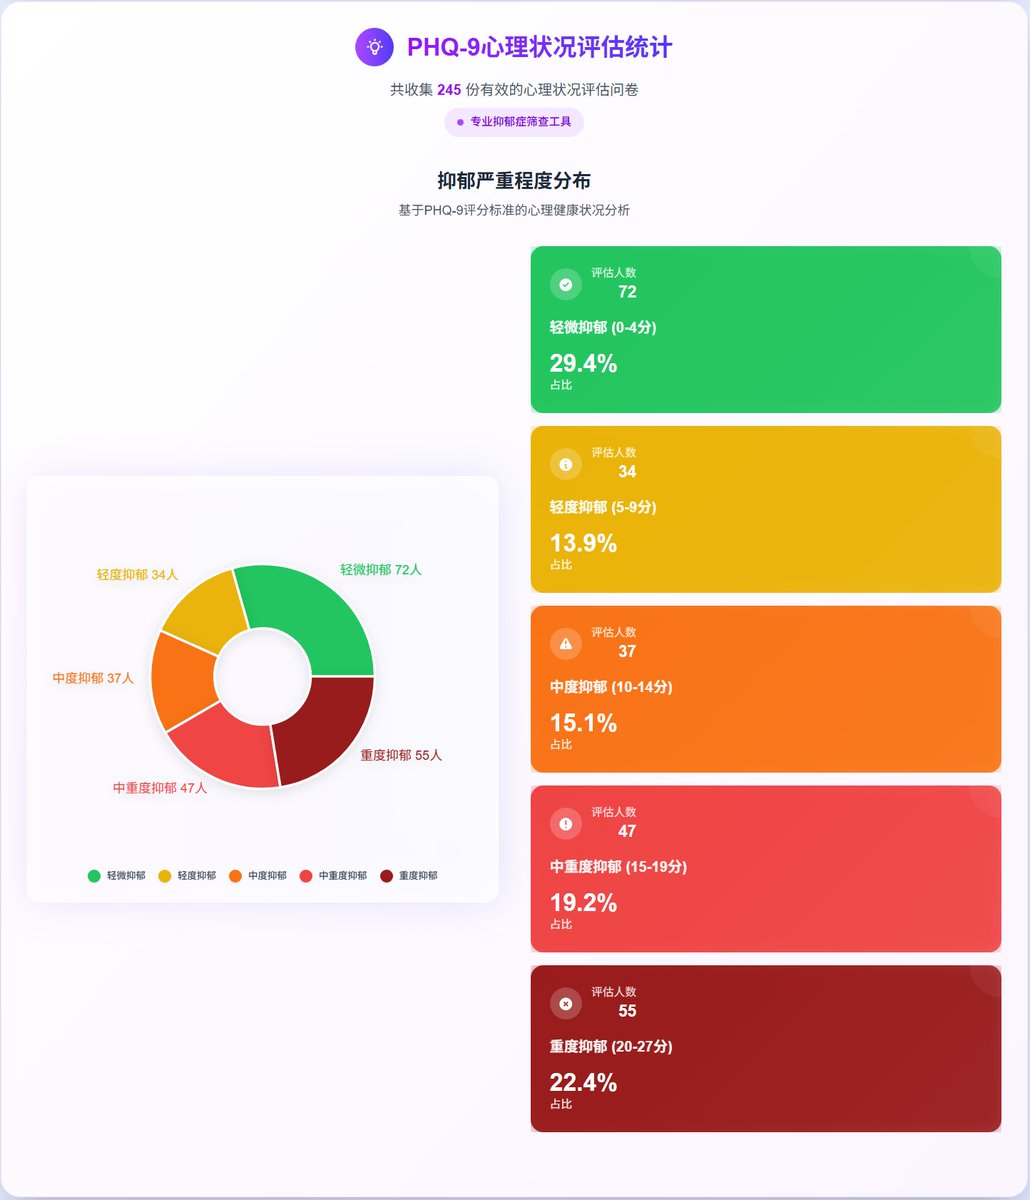 PHQ-9心理状况评估统计
共收集 245 份有效的心理状况评估问卷
专业抑郁症筛查工具
抑郁严重程度分布
基于PHQ-9评分标准的心理健康状况分析
轻度抑郁 34人
轻微抑郁 72人
中度抑郁 37人
重度抑郁 55人
中重度抑郁 47人
轻微抑郁
轻度抑郁
中度抑郁
中重度抑郁
重度抑郁
评估人数
72
轻微抑郁 (0-4分)
29.4%
占比
评估人数
34
轻度抑郁 (5-9分)
13.9%
占比
评估人数
37
中度抑郁 (10-14分)
15.1%
占比
评估人数
47
中重度抑郁 (15-19分)
19.2%
占比
评估人数
55
重度抑郁 (20-27分)
22.4%
占比